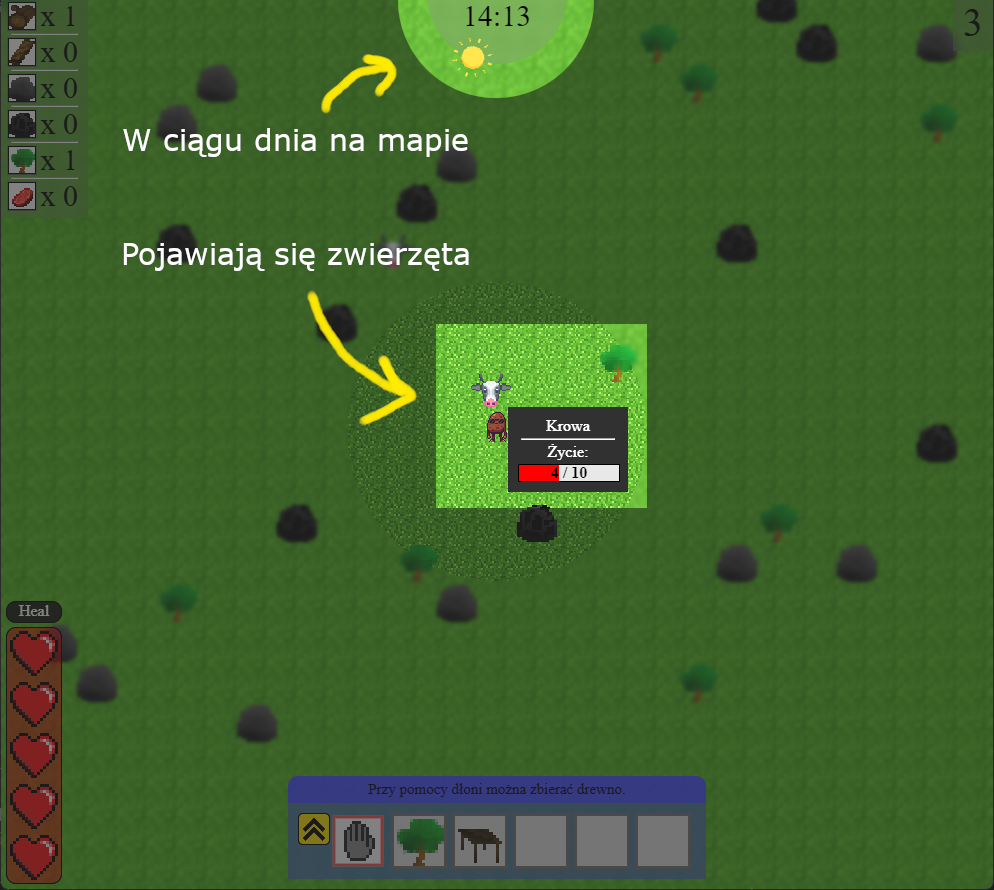 x 1
14:13
3
x 0
x 0
x 0
x 1
x 0
W ciągu dnia na mapie
Pojawiają się zwierzęta
Krowa
Życie:
4 / 10
Heal
Przy pomocy dłoni można zbierać drewno.